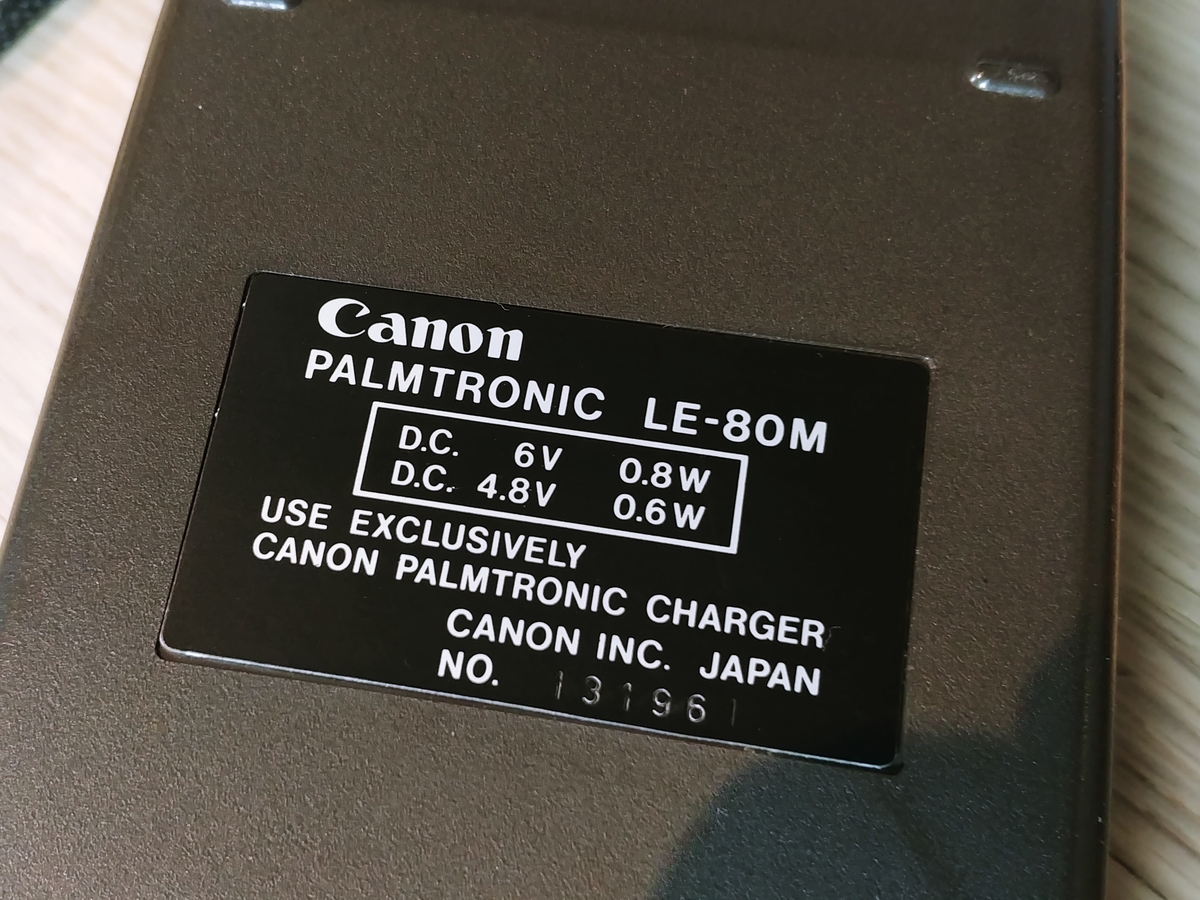 Canon
PALMTRONIC LE-80M
D.C. 6V 0.8W
D.C. 4.8V 0.6W
USE EXCLUSIVELY
CANON PALMTRONIC CHARGER
CANON INC. JAPAN
NO. 131961